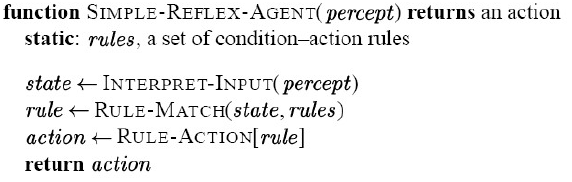 function SIMPLE-REFLEX-AGENT(percept) returns an action
static: rules, a set of condition–action rules
state ← INTERPRET-INPUT(percept)
rule ← RULE-MATCH(state, rules)
action ← RULE-ACTION[rule]
return action